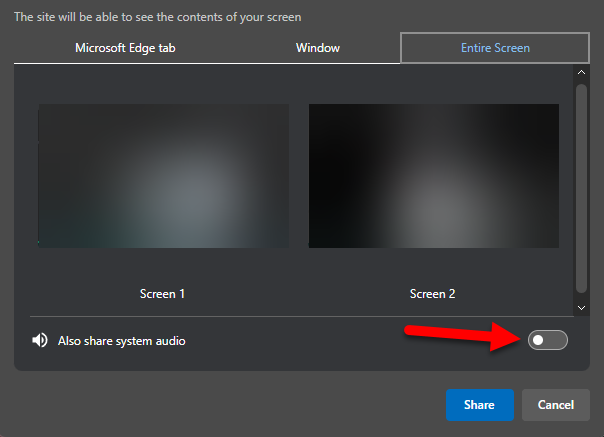 The site will be able to see the contents of your screen
Microsoft Edge tab Window Entire Screen
Screen 1 Screen 2
Also share system audio
Share Cancel